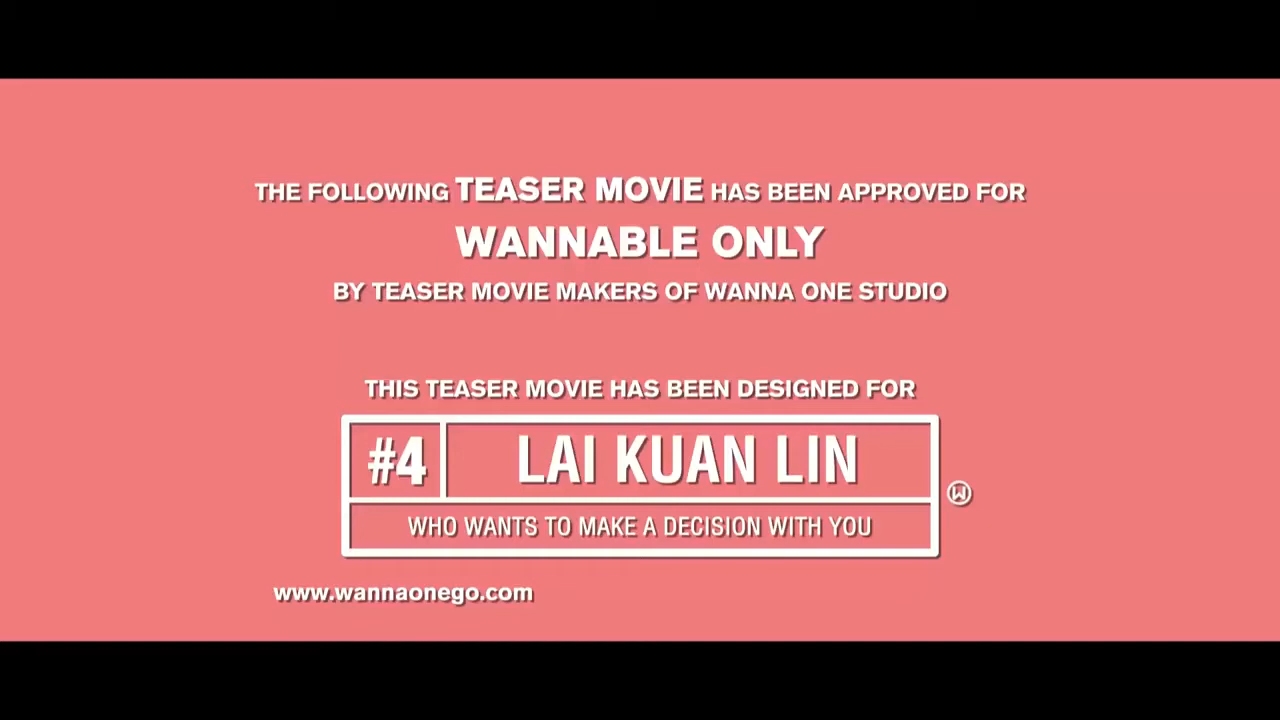 THE FOLLOWING TEASER MOVIE HAS BEEN APPROVED FOR
WANNABLE ONLY
BY TEASER MOVIE MAKERS OF WANNA ONE STUDIO
THIS TEASER MOVIE HAS BEEN DESIGNED FOR
#4 LAI KUAN LIN
WHO WANTS TO MAKE A DECISION WITH YOU
W
www.wannaonego.com